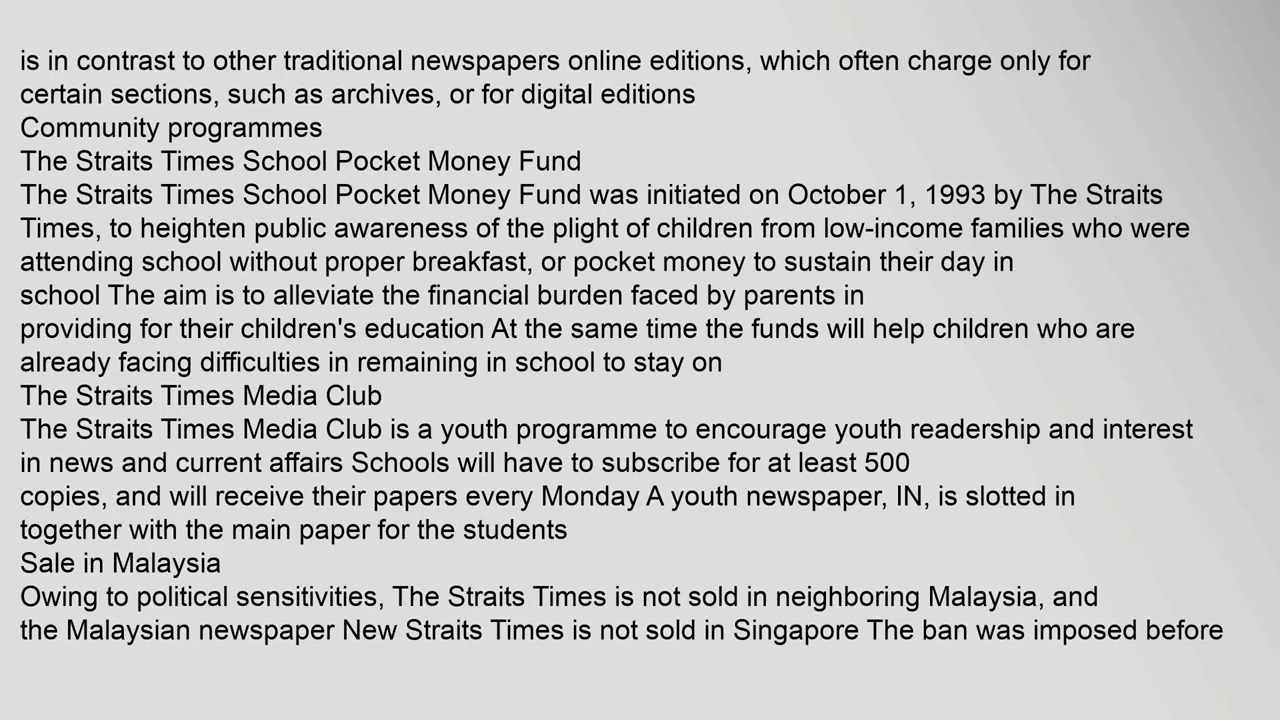 is in contrast to other traditional newspapers online editions, which often charge only for
certain sections, such as archives, or for digital editions
Community programmes
The Straits Times School Pocket Money Fund
The Straits Times School Pocket Money Fund was initiated on October 1, 1993 by The Straits
Times, to heighten public awareness of the plight of children from low-income families who were
attending school without proper breakfast, or pocket money to sustain their day in
school The aim is to alleviate the financial burden faced by parents in
providing for their children's education At the same time the funds will help children who are
already facing difficulties in remaining in school to stay on
The Straits Times Media Club
The Straits Times Media Club is a youth programme to encourage youth readership and interest
in news and current affairs Schools will have to subscribe for at least 500
copies, and will receive their papers every Monday A youth newspaper, IN, is slotted in
together with the main paper for the students
Sale in Malaysia
Owing to political sensitivities, The Straits Times is not sold in neighboring Malaysia, and
the Malaysian newspaper New Straits Times is not sold in Singapore The ban was imposed before